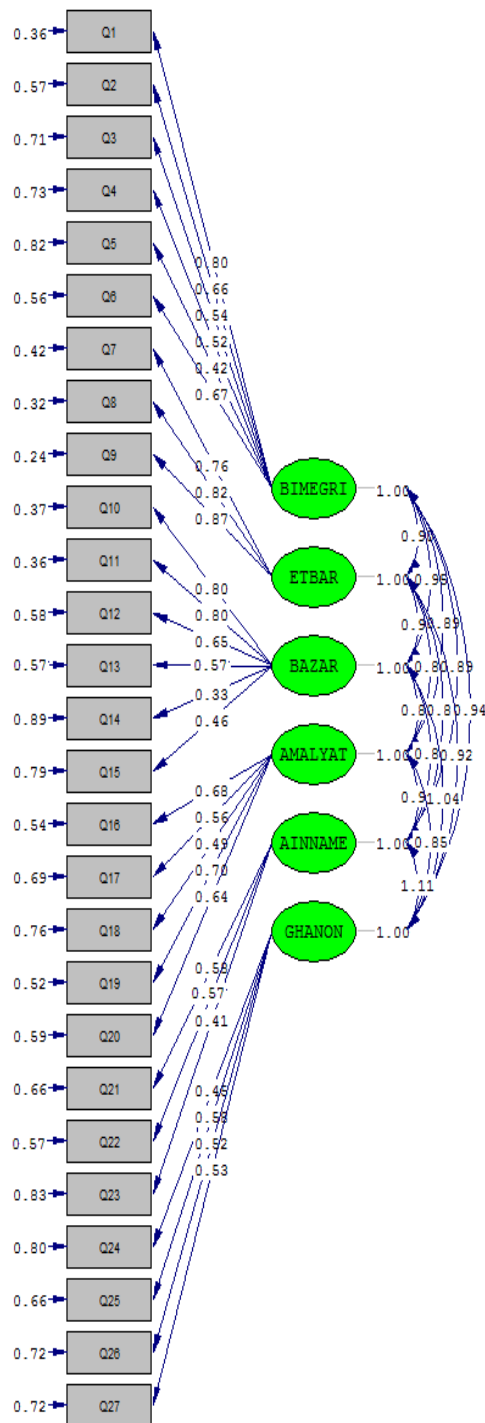 0.36 Q1
0.57 Q2
0.71 Q3
0.73 Q4
0.82 Q5
0.80
0.56 Q6
0.66
0.54
0.42 Q7
0.52
0.42
0.32 Q8
0.67
0.24 Q9
0.76
BIMEGRI 1.00
0.82
0.37 Q10
0.87
0.36 Q11
ETBAR 1.00
0.80
0.58 Q12
0.80
0.65
0.57 Q13
0.57 BAZAR 1.00 0.89 0.94
0.89 Q14
0.33
0.46
0.79 Q15
AMALYAT 1.00 0.92
0.54 Q16
0.68
0.69 Q17
0.56
1.04
0.49
0.76 Q18
0.70
AINNAME 1.00 0.85
0.52 Q19
0.64
1.11
0.59 Q20
GHANON 1.00
0.66 Q21
0.57
0.57 Q22
0.41
0.83 Q23
0.80 Q24
0.52
0.66 Q25
0.53
0.72 Q26
0.72 Q27